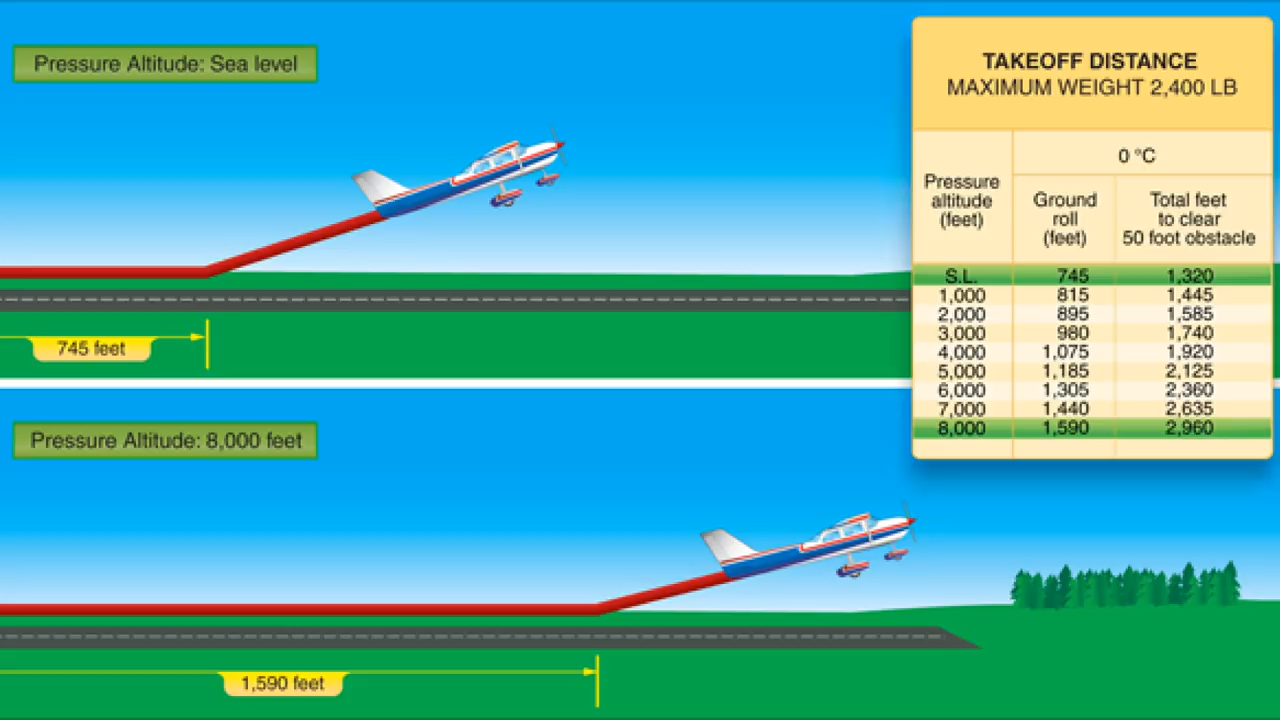 Pressure Altitude: Sea level
745 feet
Pressure Altitude: 8,000 feet
1,590 feet
TAKEOFF DISTANCE
MAXIMUM WEIGHT 2,400 LB
0 °C
Pressure
altitude
(feet)
Ground
roll
(feet)
Total feet
to clear
50 foot obstacle
S.L. 745 1,320
1,000 815 1,445
2,000 895 1,585
3,000 980 1,740
4,000 1,075 1,920
5,000 1,185 2,125
6,000 1,305 2,360
7,000 1,440 2,635
8,000 1,590 2,960